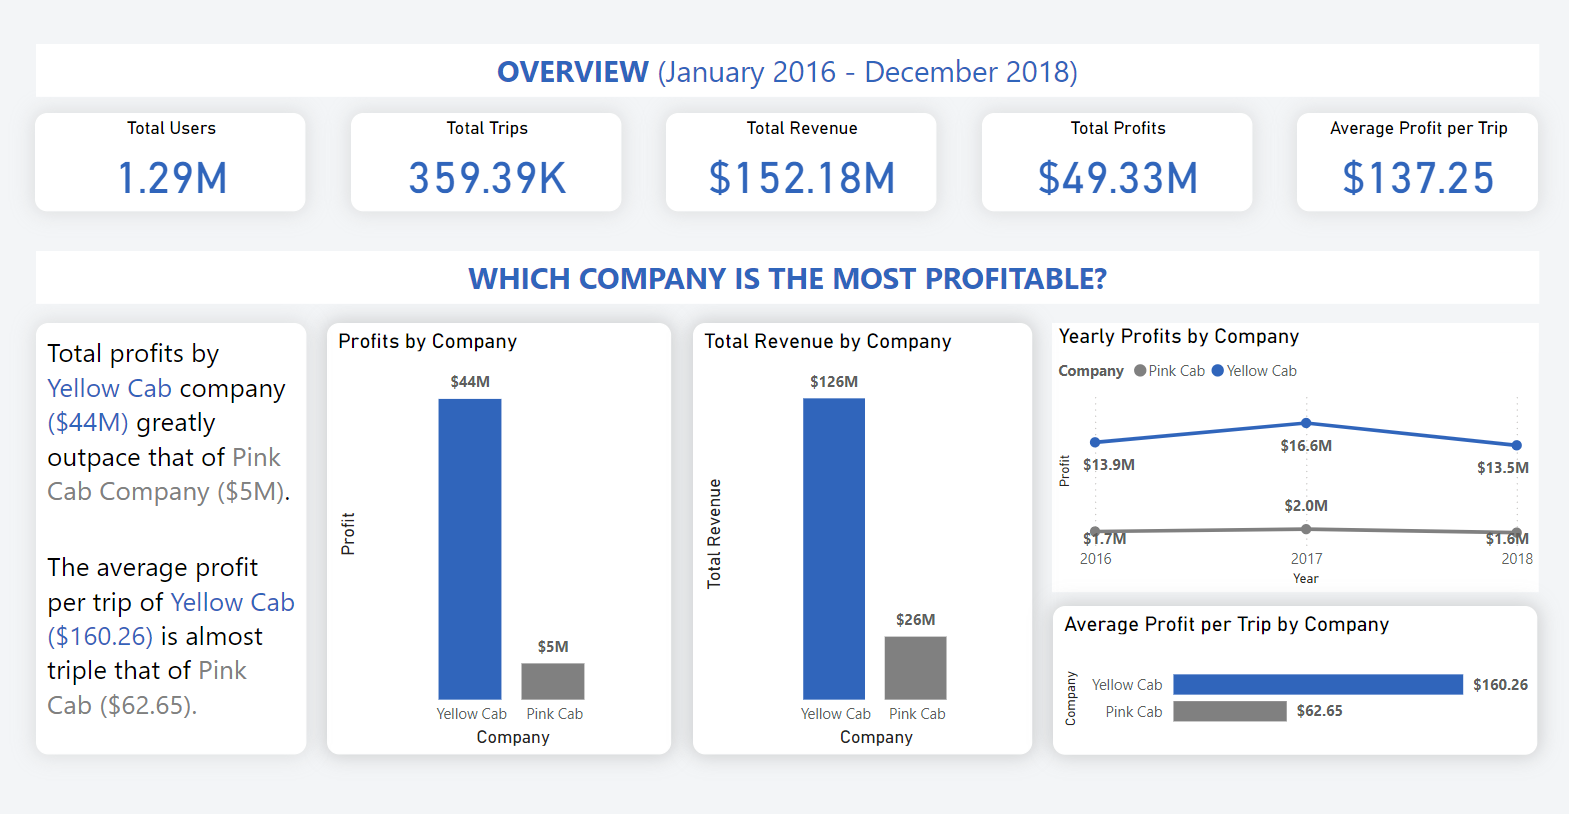 OVERVIEW (January 2016 - December 2018)
Total Users
1.29M
Total Trips
359.39K
Total Revenue
$152.18M
Total Profits
$49.33M
Average Profit per Trip
$137.25
WHICH COMPANY IS THE MOST PROFITABLE?
Total profits by
Yellow Cab company
($44M) greatly
outpace that of Pink
Cab Company ($5M).
The average profit
per trip of Yellow Cab
($160.26) is almost
triple that of Pink
Cab ($62.65).
Profits by Company
Profit
$44M
$5M
Yellow Cab Pink Cab
Company
Total Revenue by Company
Total Revenue
$126M
$26M
Yellow Cab Pink Cab
Company
Yearly Profits by Company
Company Pink Cab Yellow Cab
Profit
$13.9M
$16.6M
$13.5M
$1.7M
$2.0M
$1.6M
2016 2017 2018
Year
Average Profit per Trip by Company
Company
Yellow Cab $160.26
Pink Cab $62.65